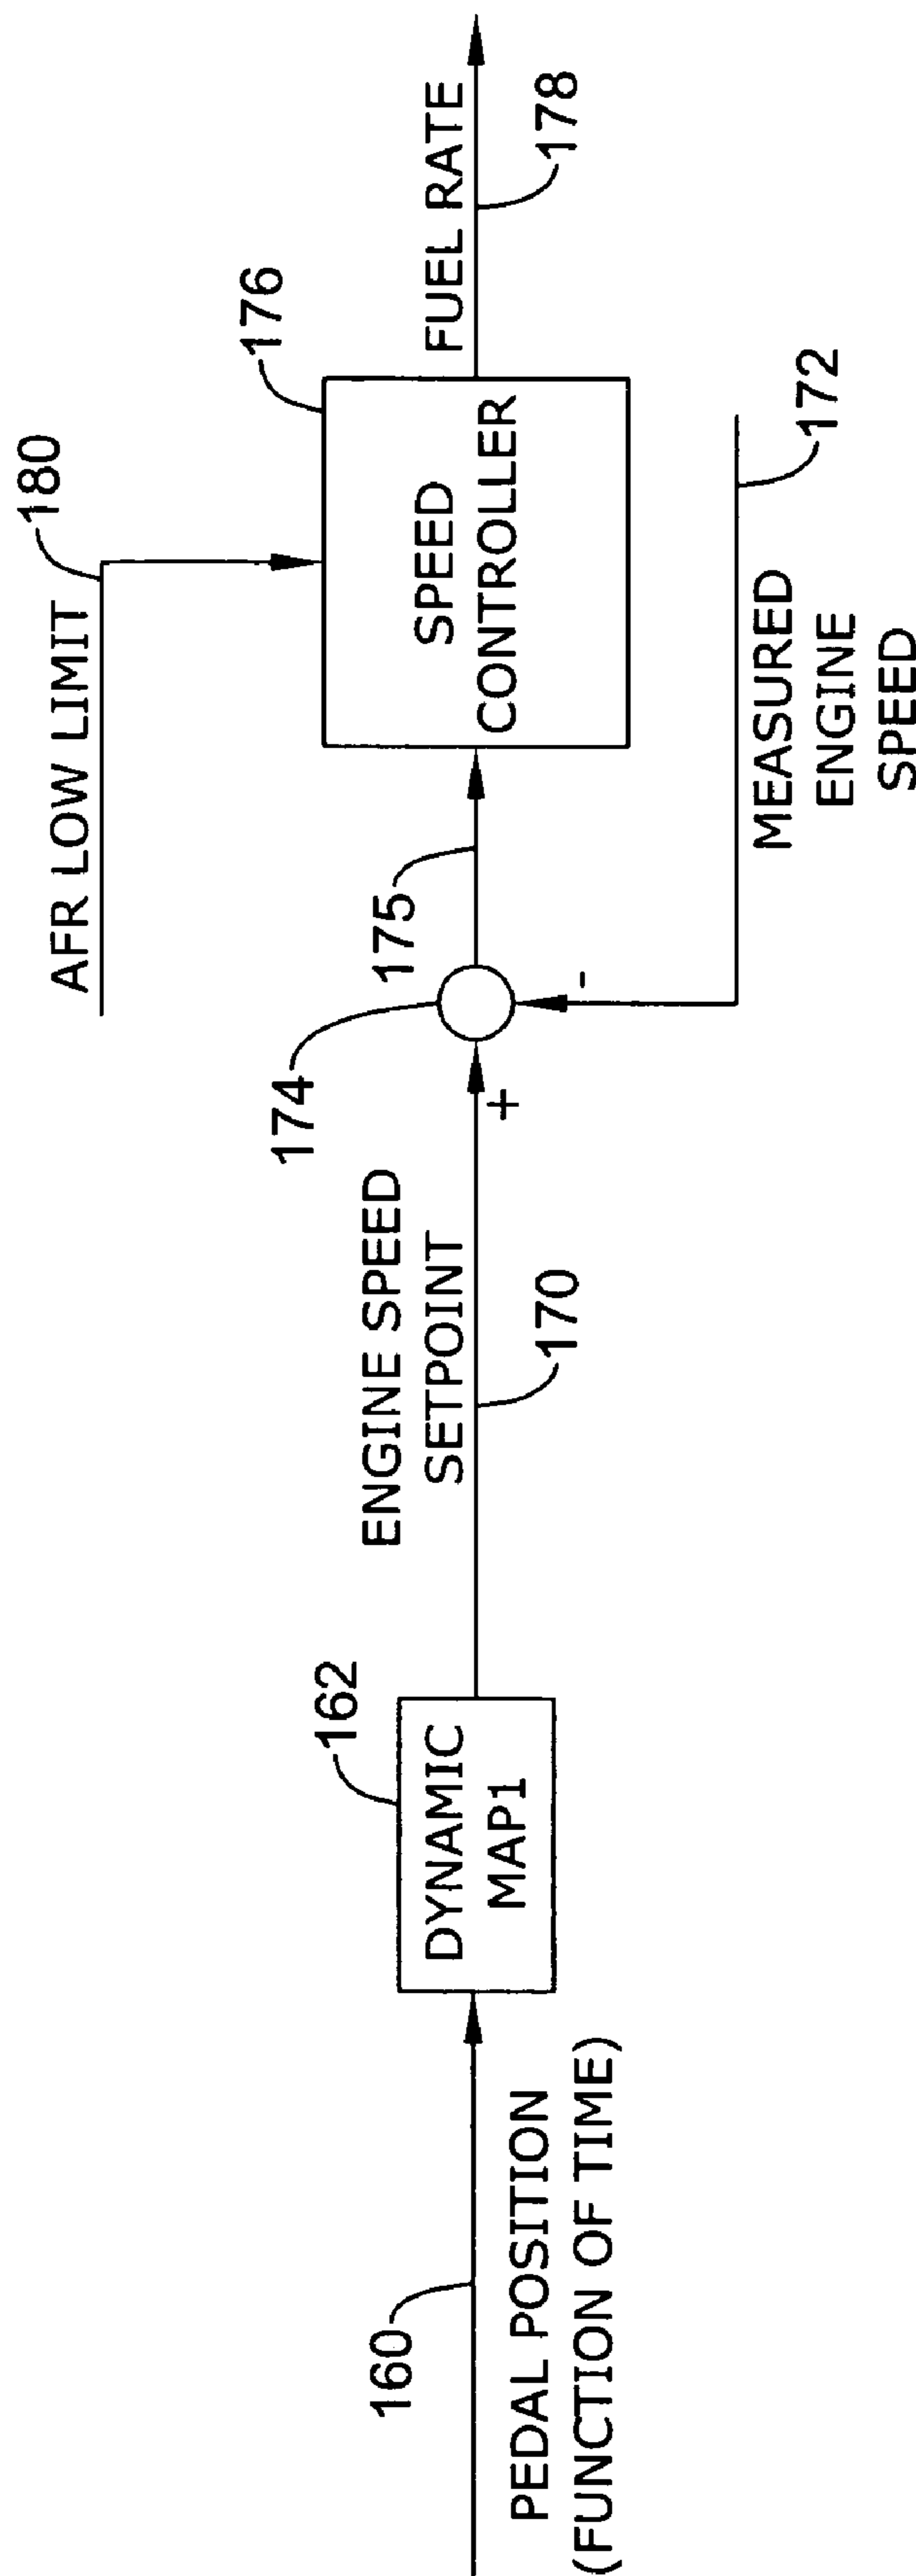 AFR LOW LIMIT
180
176
SPEED
CONTROLLER
FUEL RATE
178
174
175
172
MEASURED
ENGINE
SPEED
-
+
ENGINE SPEED
SETPOINT
170
162
DYNAMIC
MAP1
160
PEDAL POSITION
(FUNCTION OF TIME)